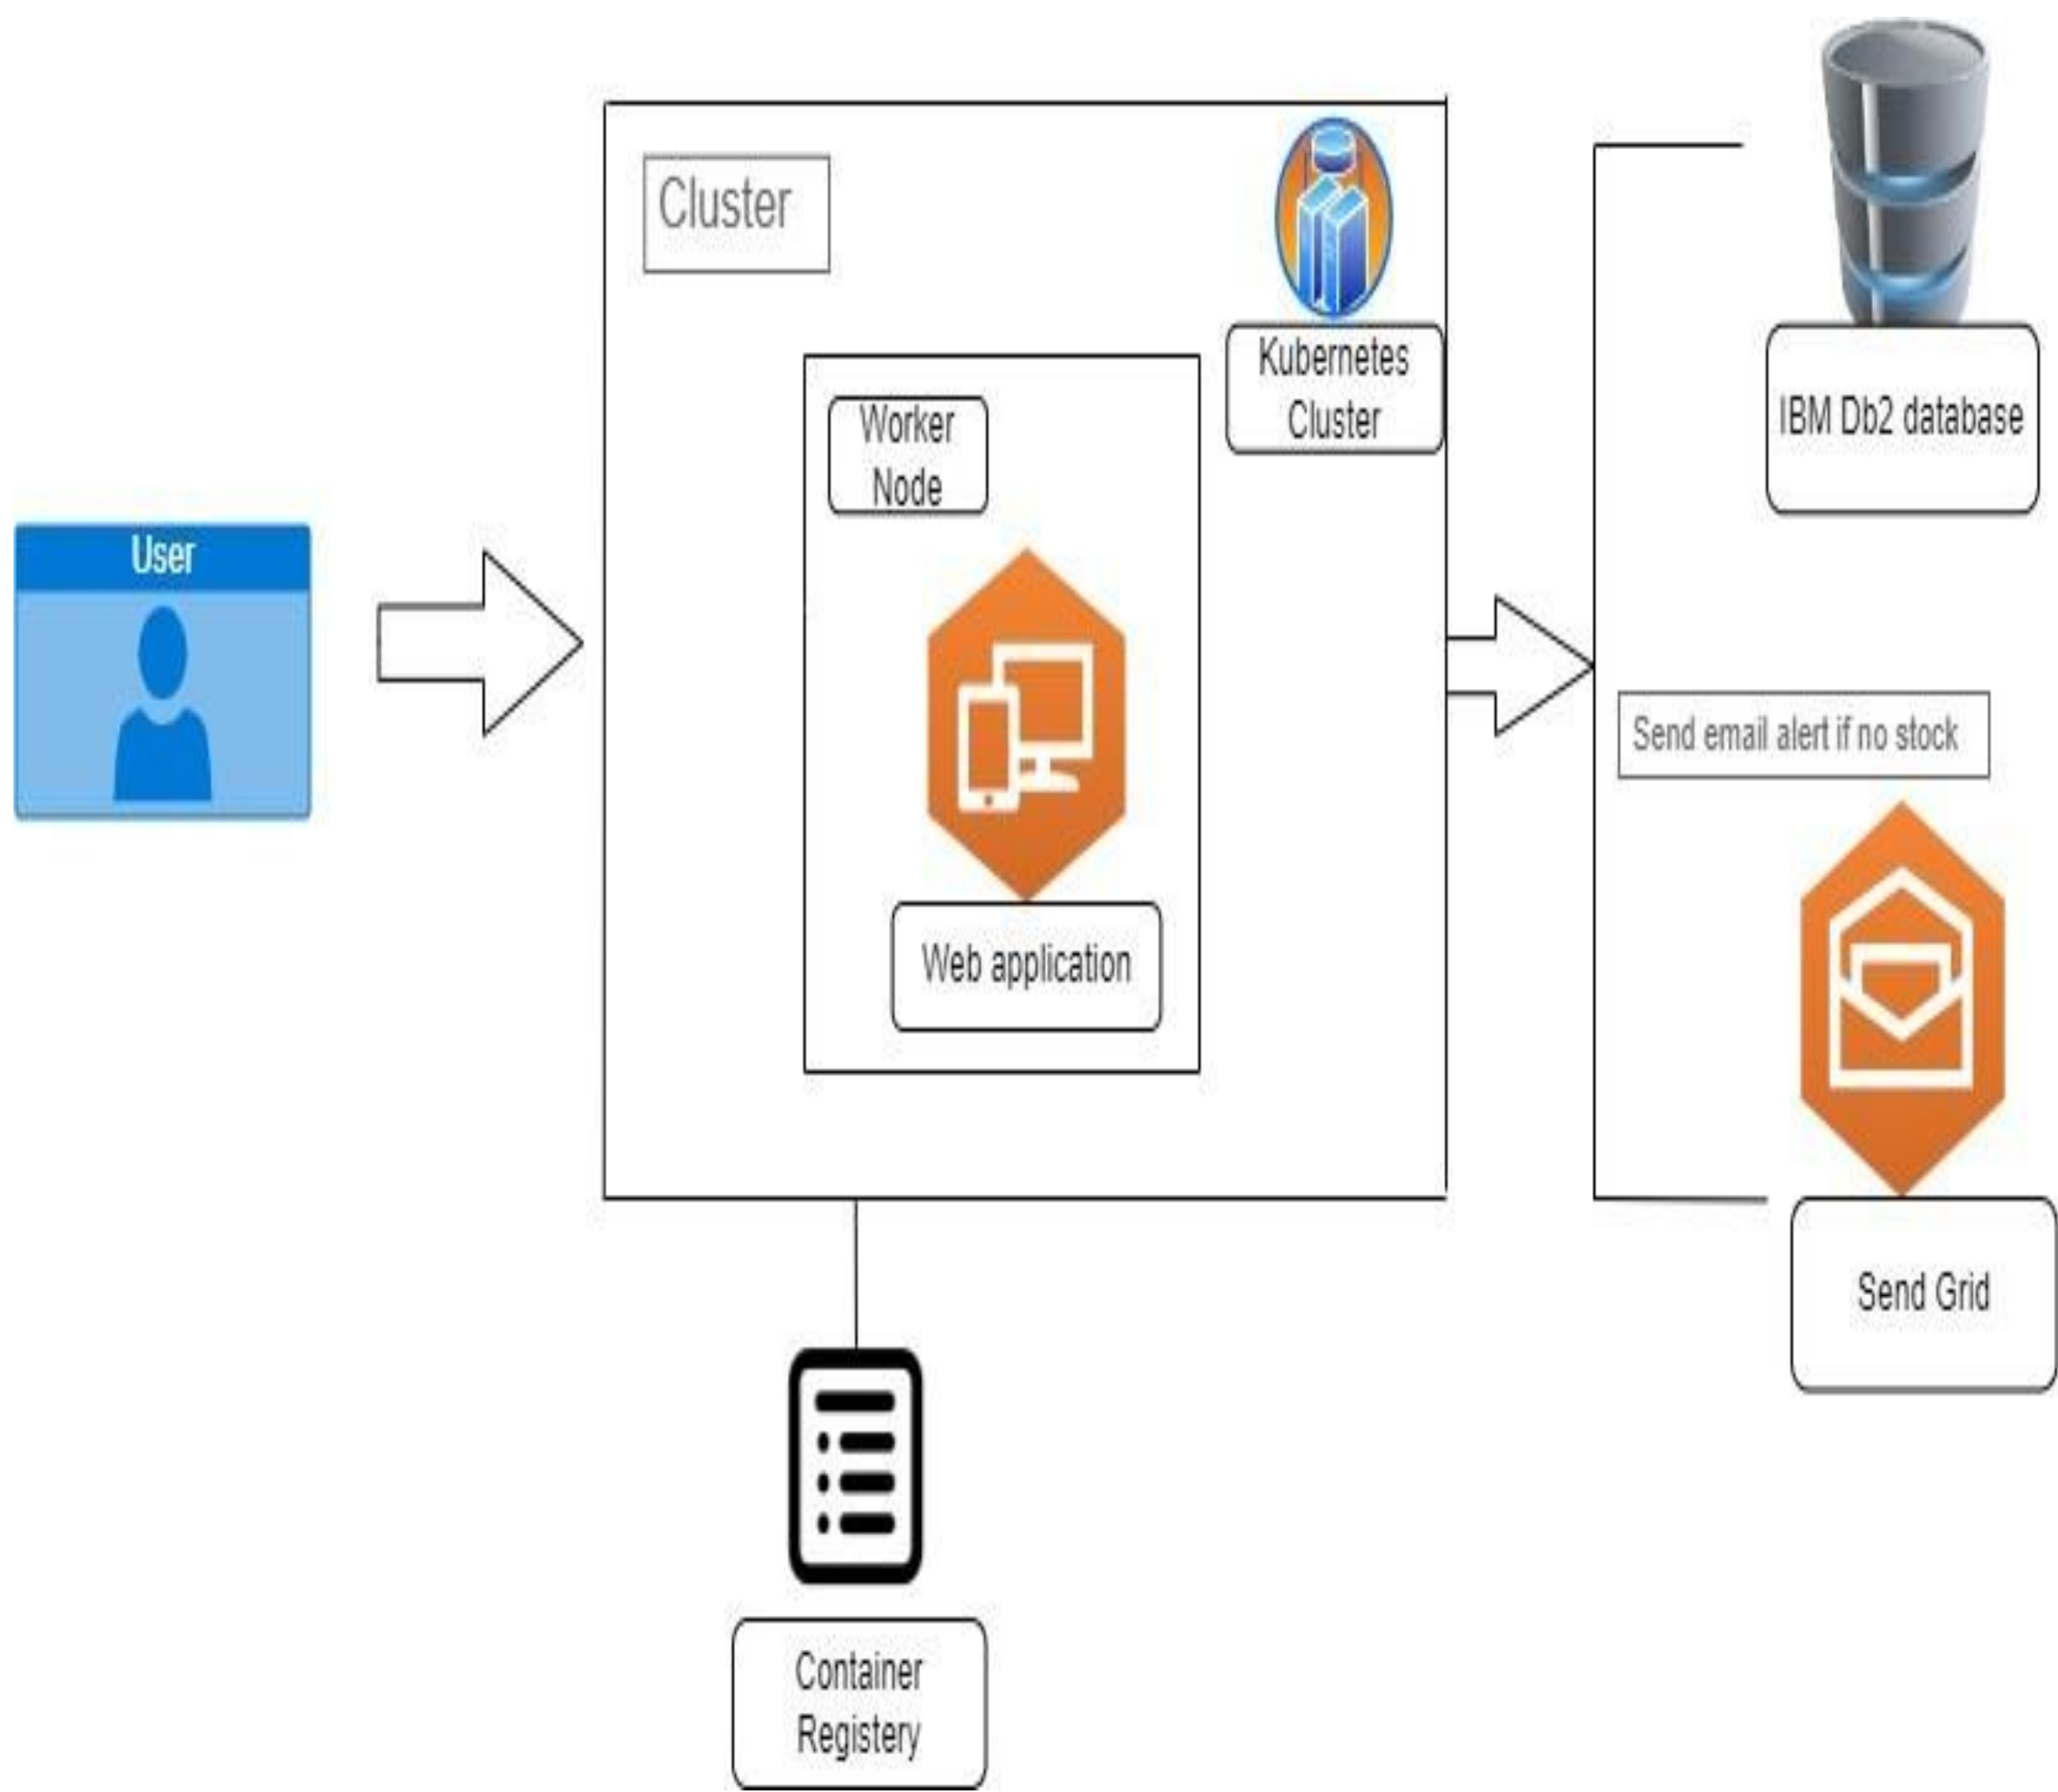 Cluster
Kubernetes
Cluster
Worker
Node
IBM Db2 database
User
Send email alert if no stock
Web application
Send Grid
Container
Registery